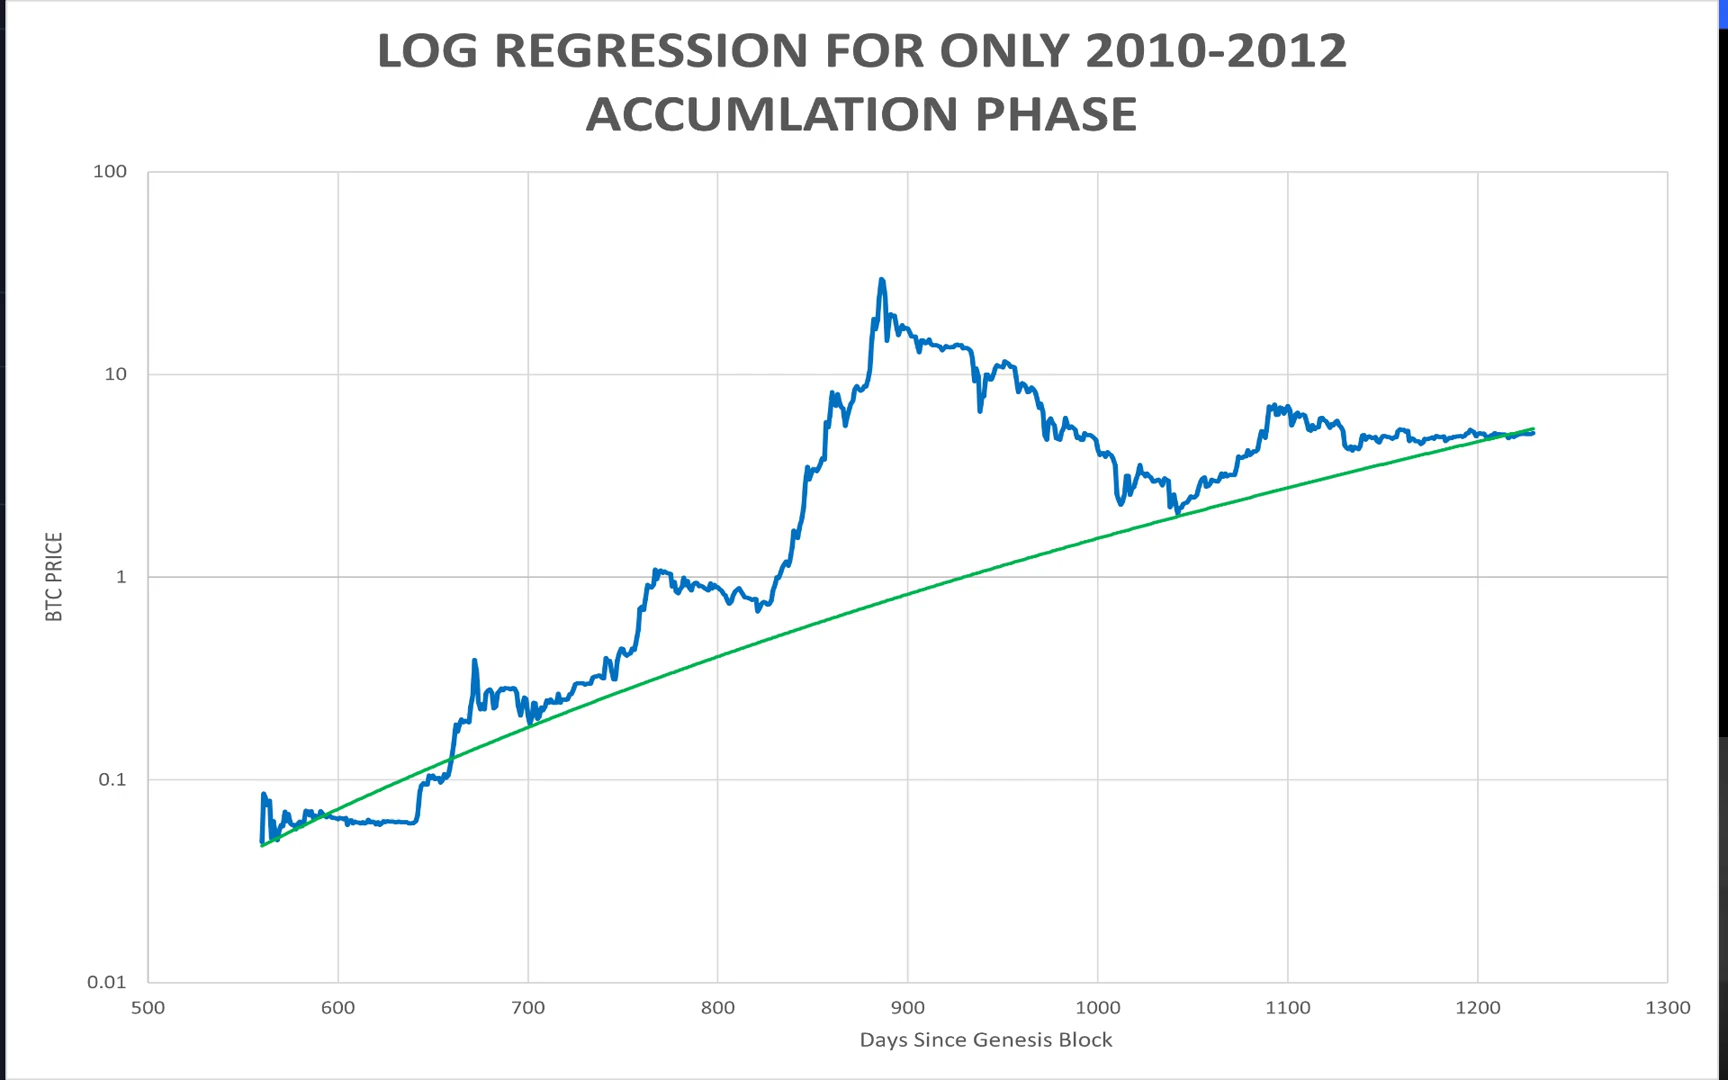 LOG REGRESSION FOR ONLY 2010-2012
ACCUMLATION PHASE
100
10
1
0.1
0.01
BTC PRICE
500 600 700 800 900 1000 1100 1200 1300
Days Since Genesis Block